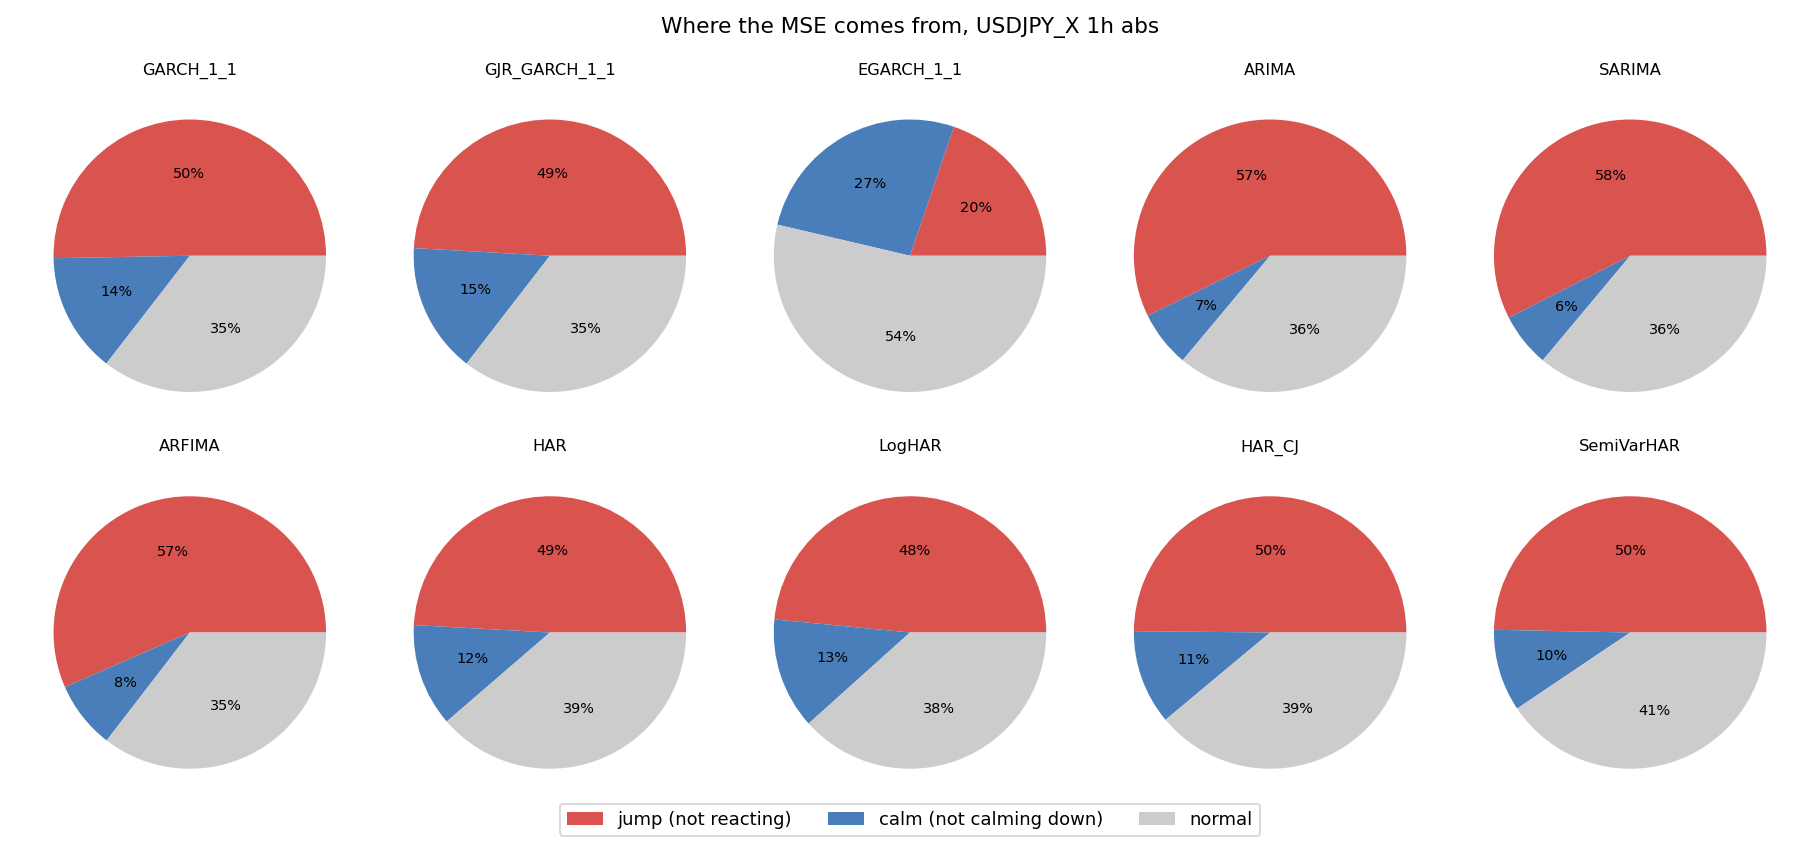 Where the MSE comes from, USDJPY_X 1h abs
GARCH_1_1
GJR_GARCH_1_1
EGARCH_1_1
ARIMA
SARIMA
50%
14%
35%
49%
15%
35%
20%
27%
54%
57%
7%
36%
58%
6%
36%
ARFIMA
HAR
LogHAR
HAR_CJ
SemiVarHAR
57%
8%
35%
49%
12%
39%
48%
13%
38%
50%
11%
39%
50%
10%
41%
jump (not reacting)
calm (not calming down)
normal